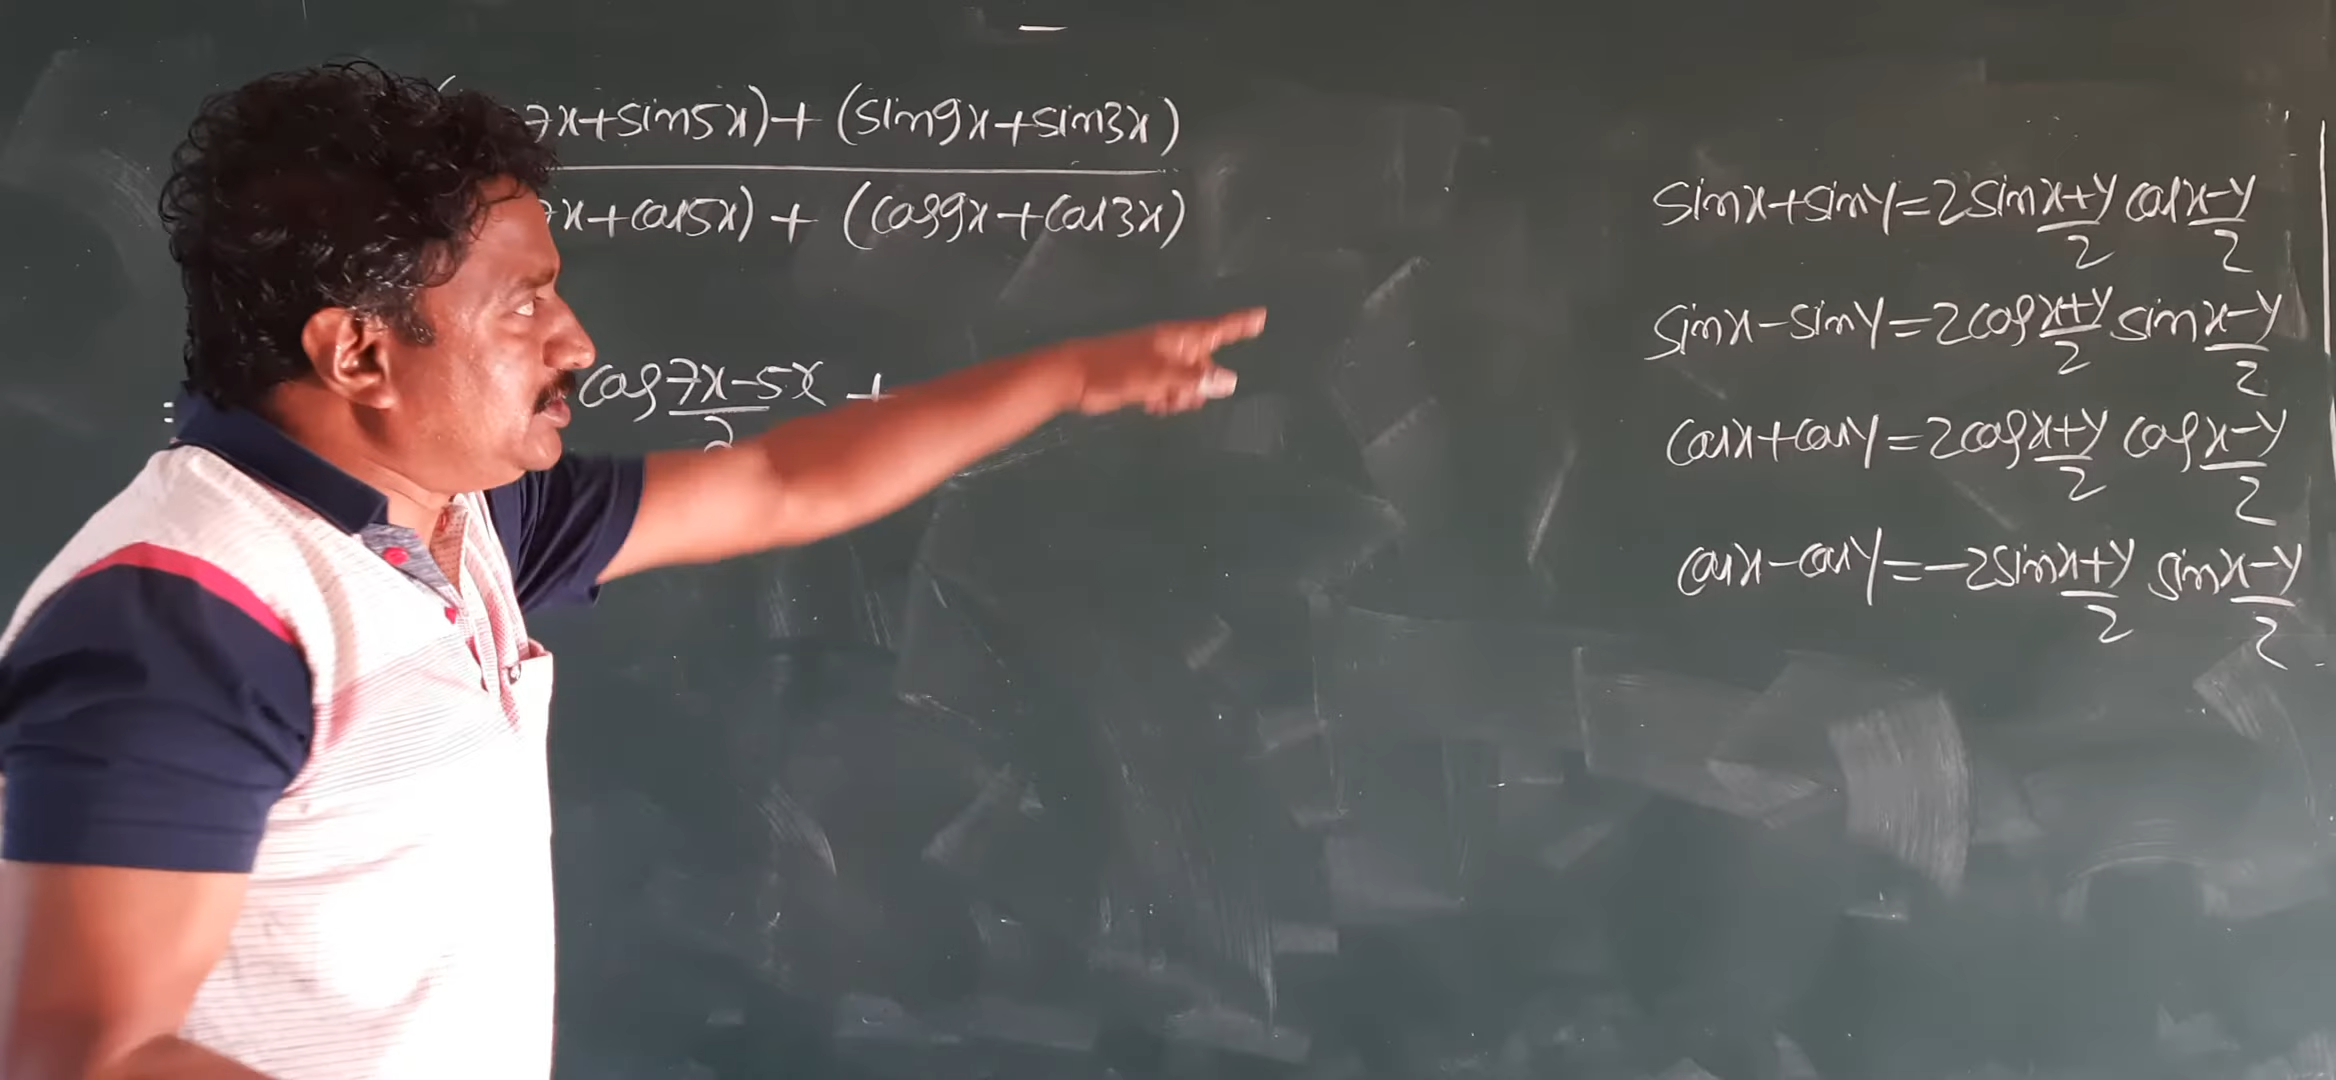 7x+sin5x)+(sin9x+sin3x)
7x+cos5x)+(cos9x+cos3x)
= cos 7x-5x +
2
sinx+siny=2sin x+y/2 cos x-y/2
sinx-siny=2cos x+y/2 sin x-y/2
cosx+cosy=2cos x+y/2 cos x-y/2
cosx-cosy=-2sin x+y/2 sin x-y/2